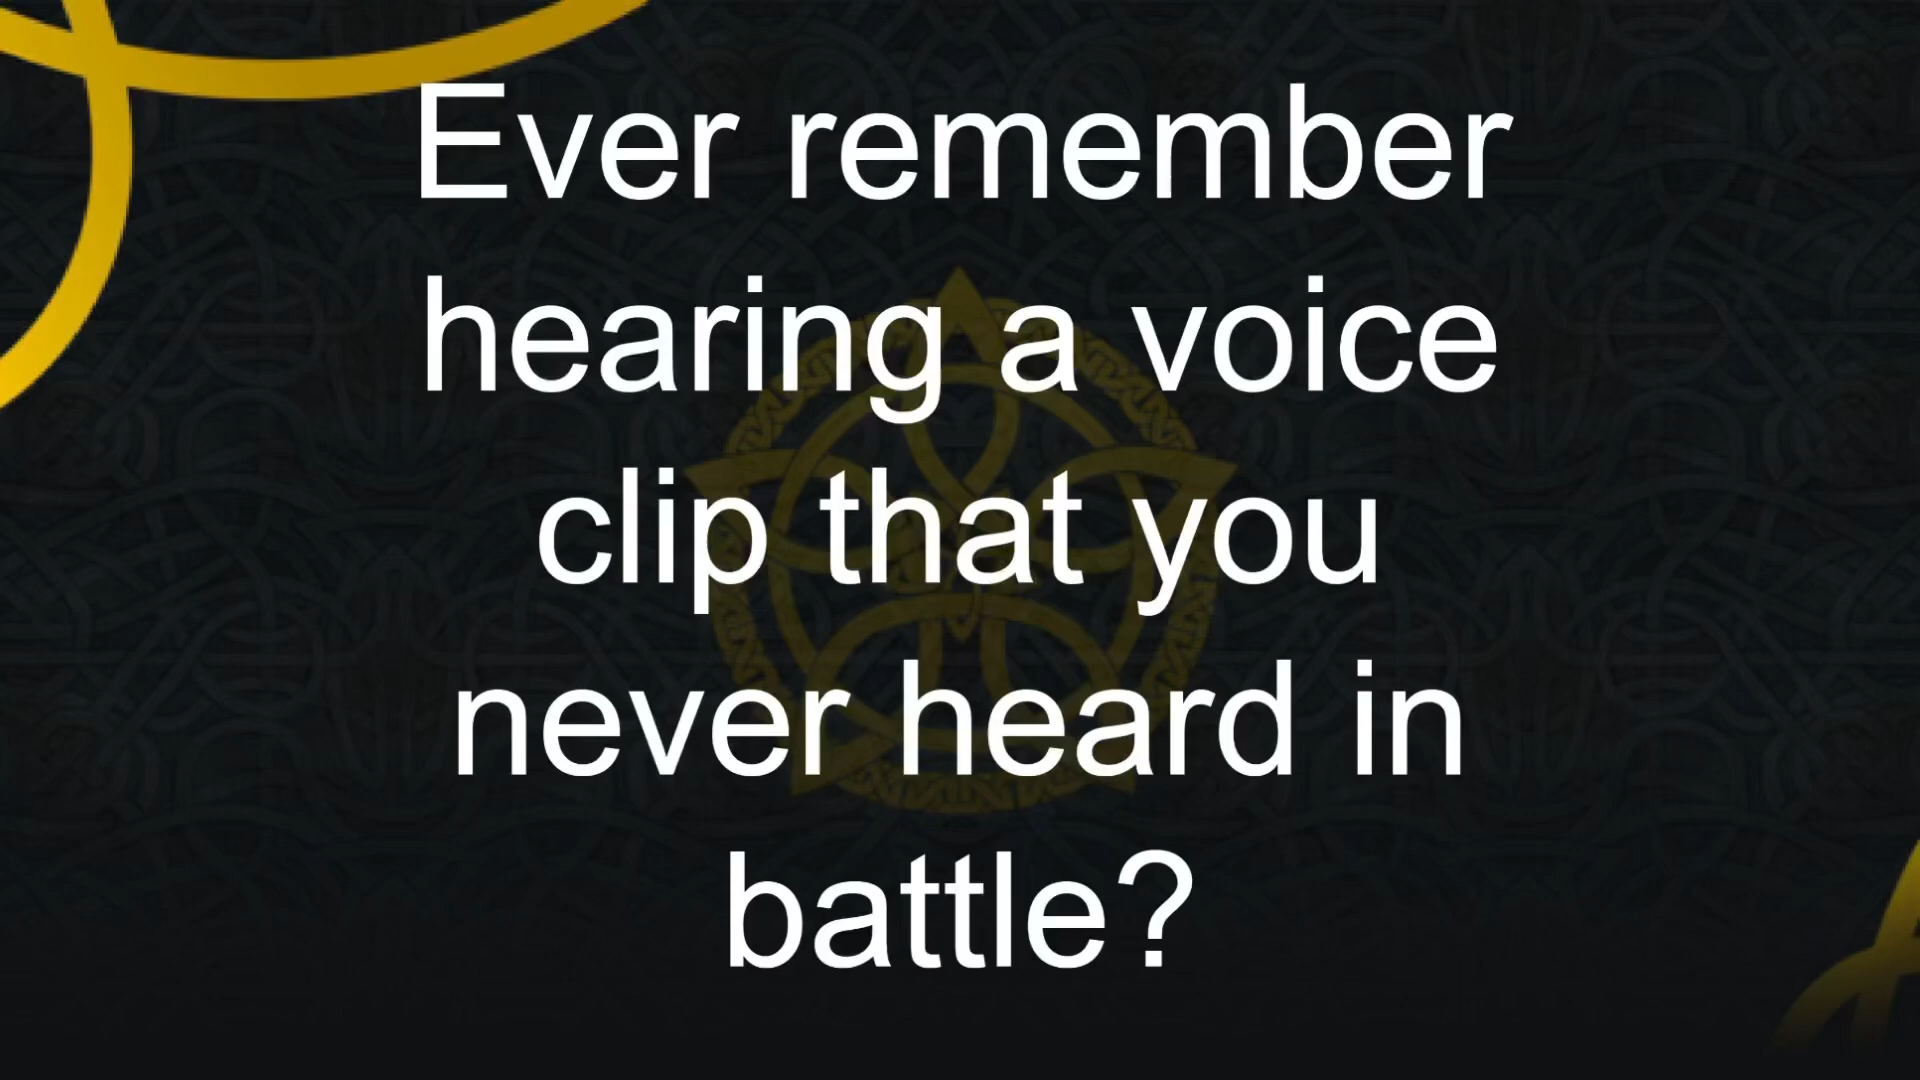 Ever remember
hearing a voice
clip that you
never heard in
battle?